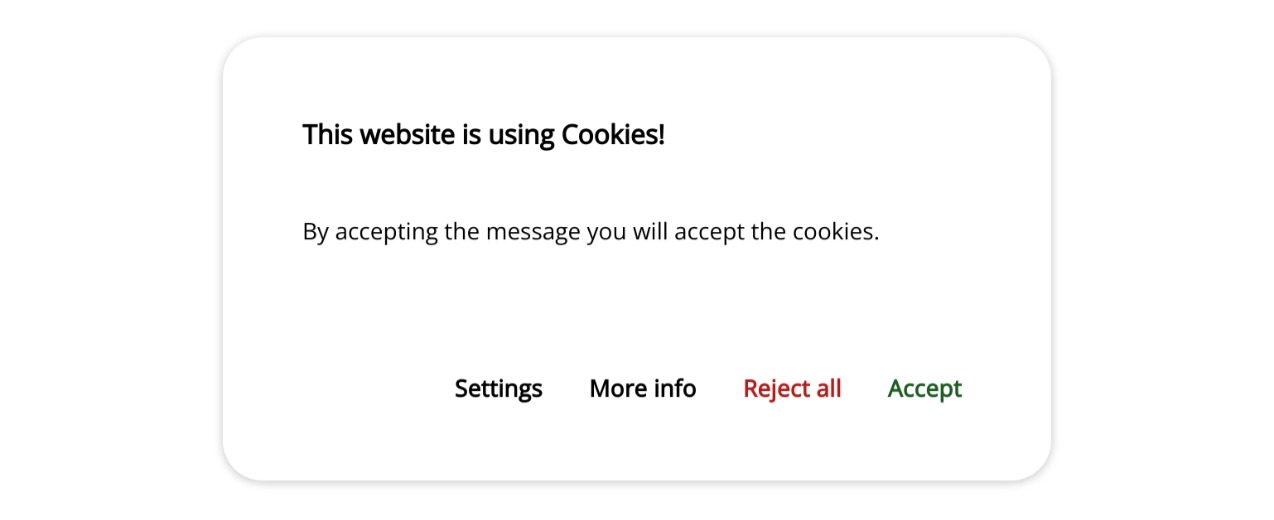 This website is using Cookies!
By accepting the message you will accept the cookies.
Settings More info Reject all Accept